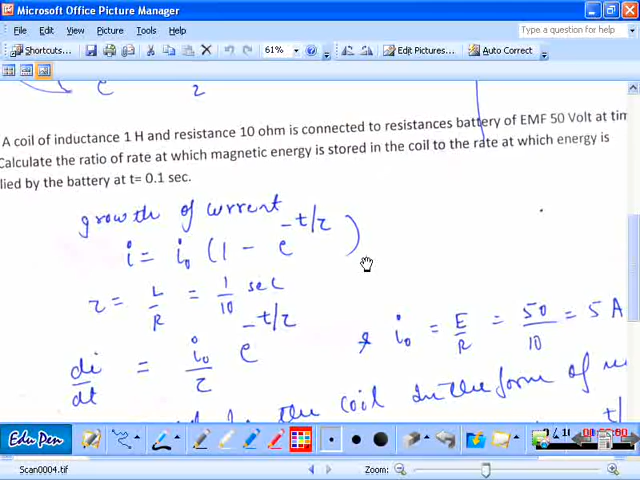 Microsoft Office Picture Manager
File Edit View Picture Tools Help
Type a question for help
Shortcuts... 61% Edit Pictures... Auto Correct
e 2
A coil of inductance 1 H and resistance 10 ohm is connected to resistances battery of EMF 50 Volt at tim
Calculate the ratio of rate at which magnetic energy is stored in the coil to the rate at which energy is
lied by the battery at t= 0.1 sec.
growth of current
i = i₀ (1 - e^-t/τ)
τ = L/R = 1/10 sec
& i₀ = E/R = 50/10 = 5 A
di/dt = i₀/τ e^-t/τ
the coil in the form of
Edu Pen
Scan0004.tif
Zoom: